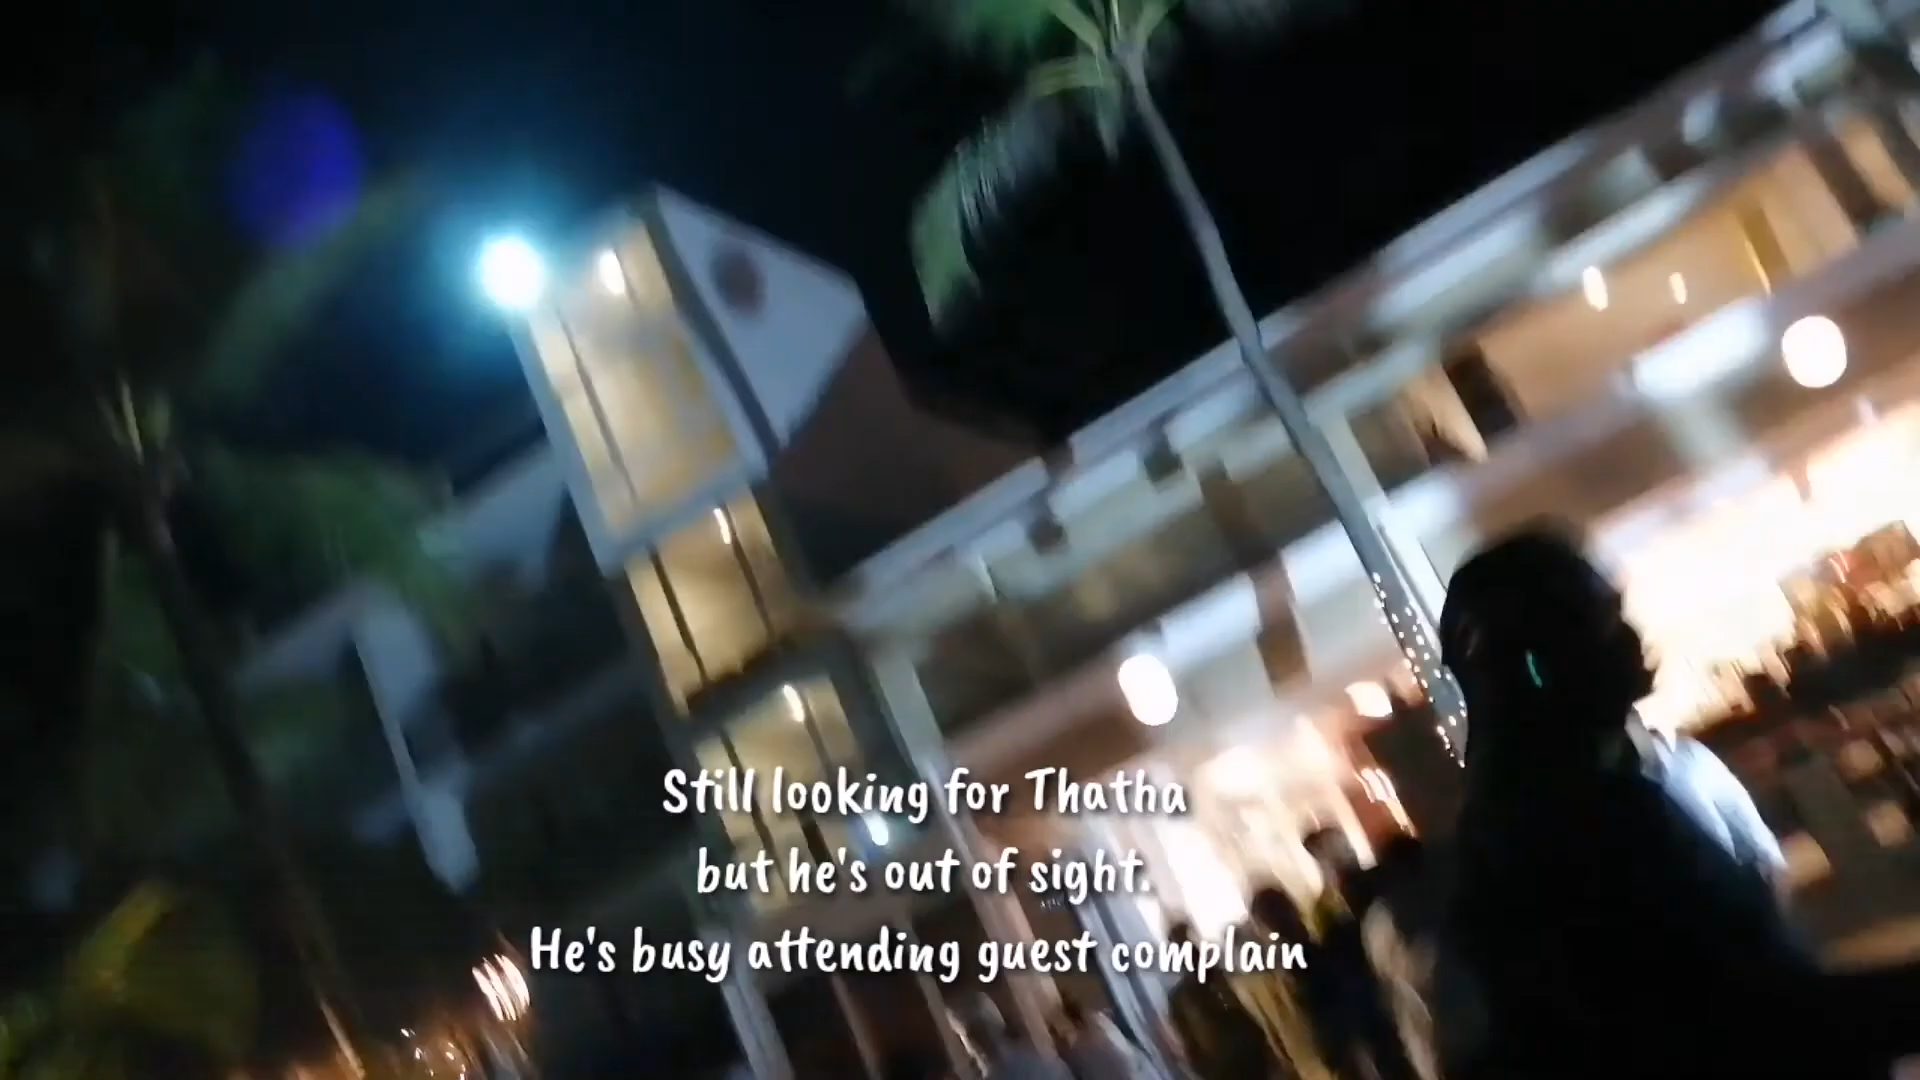 Still looking for Thatha
but he's out of sight.
He's busy attending guest complain